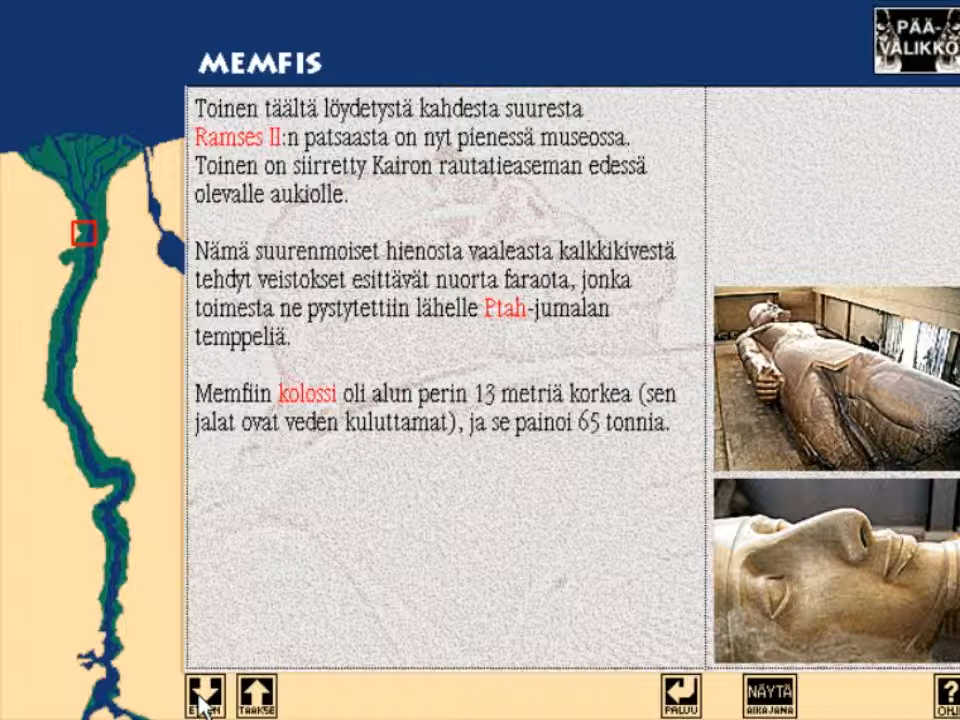 PÄÄ-
VALIKKO
MEMFIS
Toinen täältä löydetystä kahdesta suuresta
Ramses II:n patsaasta on nyt pienessä museossa.
Toinen on siirretty Kairon rautatieaseman edessä
olevalle aukiolle.
Nämä suurenmoiset hienosta vaaleasta kalkkikivestä
tehdyt veistokset esittävät nuorta faraota, jonka
toimesta ne pystytettiin lähelle Ptah-jumalan
temppeliä.
Memfiin kolossi oli alun perin 13 metriä korkea (sen
jalat ovat veden kuluttamat), ja se painoi 65 tonnia.
TAAKSE
PALUU
NÄYTÄ
AIKAJANA
?